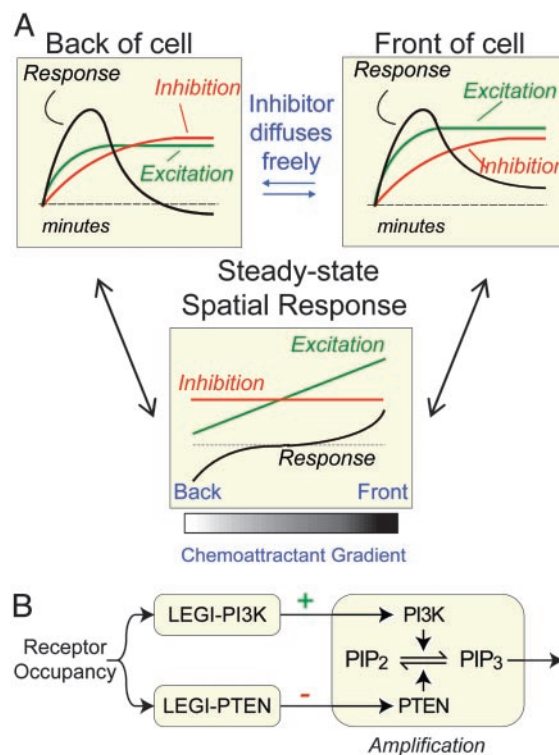 A
Back of cell
Front of cell
Response
Inhibition
Excitation
minutes
Inhibitor
diffuses
freely
Response
Excitation
Inhibition
minutes
Steady-state
Spatial Response
Excitation
Inhibition
Response
Back
Front
Chemoattractant Gradient
B
Receptor
Occupancy
LEGI-PI3K
+
PI3K
PIP2
PIP3
LEGI-PTEN
-
PTEN
Amplification